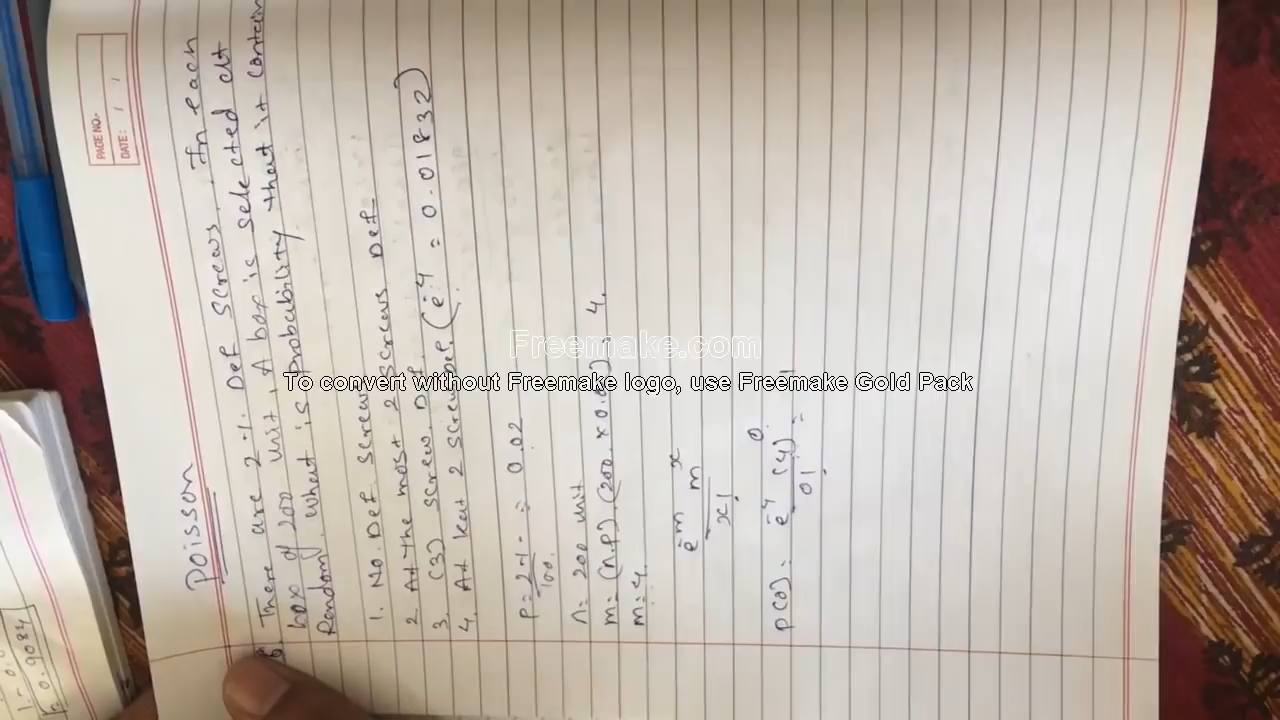 PAGE NO.
DATE: / /
POISSON
6. There are 2.1. Def screws. In each
box of 200 unit. A box is selected at
Random. what is probability that it contain
1. No. Def screws
2. At the most 2 screws Def.
3. (3) screws. Def.
4. At least 2 screws Def. (e^-4 = 0.01832)
P = 2.1. / 100 = 0.02
n = 200 unit
m = (n.p) (200 × 0.02) 4.
m = 4.
e^-m m^x / x!
P(0) = e^-4 (4)^0 / 0! =
= 0.9084
Freemake.com
To convert without Freemake logo, use Freemake Gold Pack